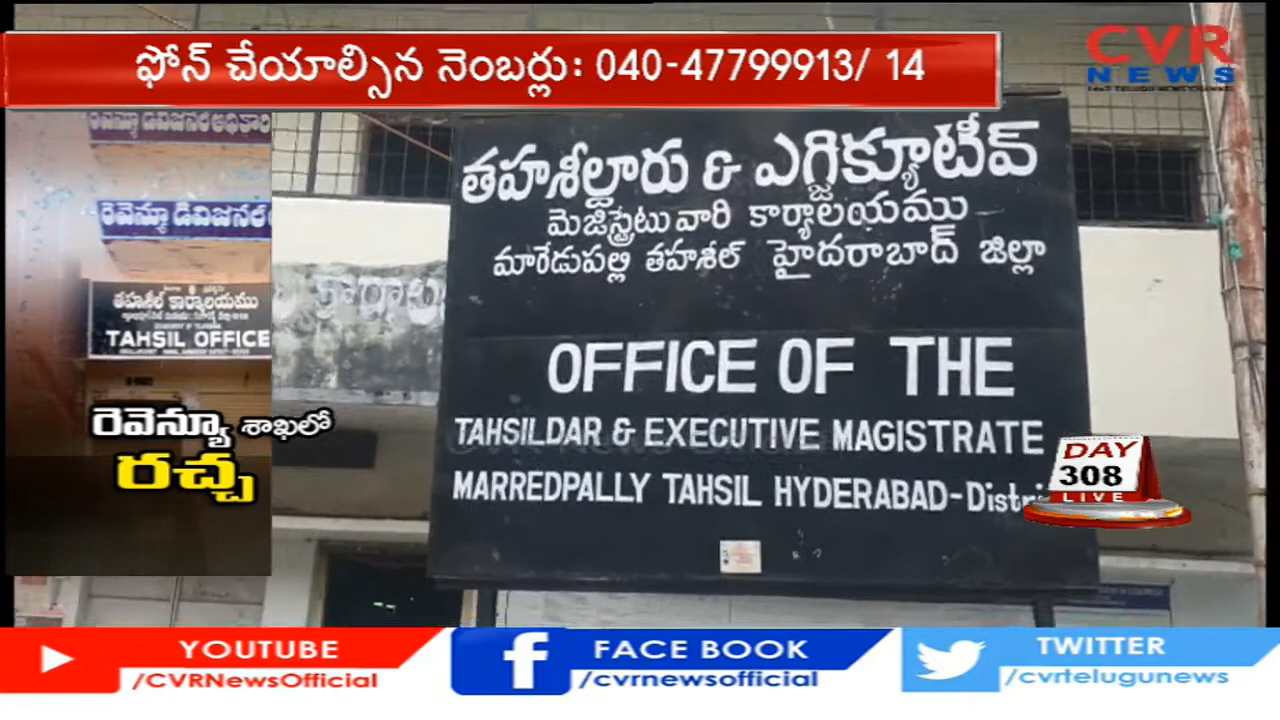 ఫోన్ చేయాల్సిన నెంబర్లు: 040-47799913/ 14
CVR
NEWS
తహశీల్దారు & ఎగ్జిక్యూటీవ్
మెజిస్ట్రేటు వారి కార్యాలయము
మారేడుపల్లి తహశీల్ హైదరాబాద్ జిల్లా
OFFICE OF THE
TAHSILDAR & EXECUTIVE MAGISTRATE
MARREDPALLY TAHSIL HYDERABAD-Distri
రెవెన్యూ డివిజనల్
తహశీల్ కార్యాలయము
TAHSIL OFFICE
రెవెన్యూ శాఖలో
రచ్చ
DAY
308
LIVE
YOUTUBE
/CVRNewsOfficial
FACE BOOK
/cvrnewsofficial
TWITTER
/cvrtelugunews